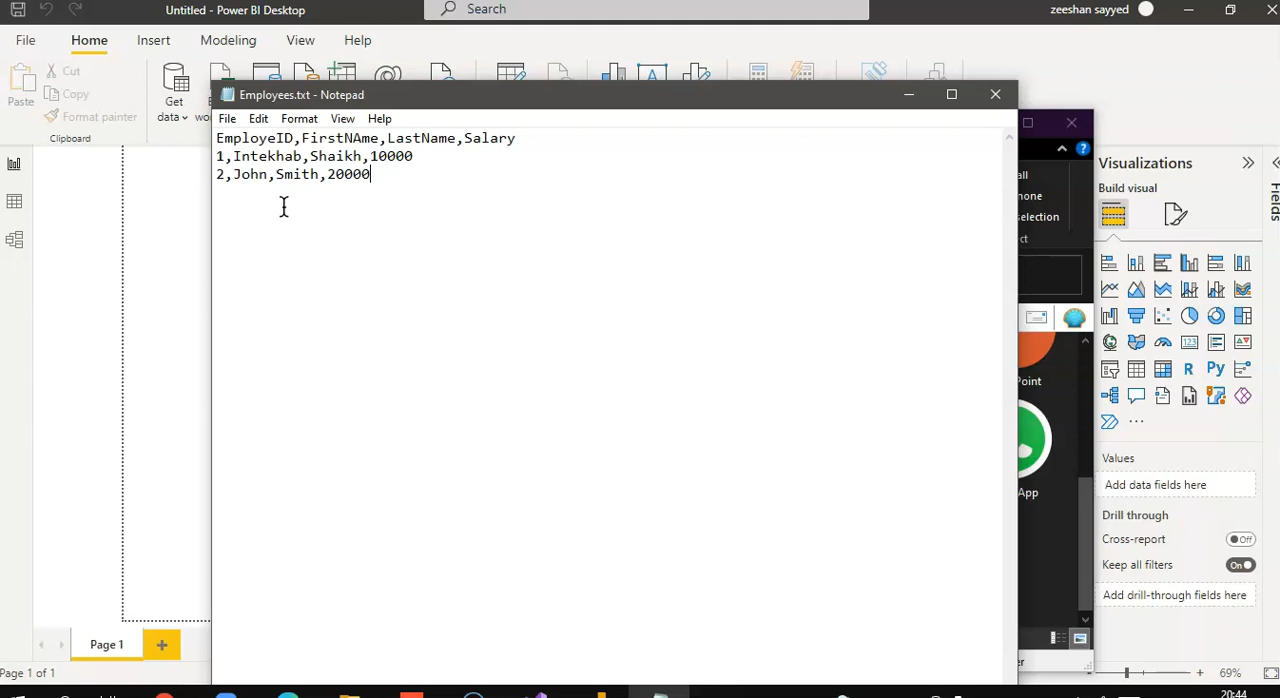 Untitled - Power BI Desktop
Search
zeeshan sayyed
File
Home
Insert
Modeling
View
Help
Paste
Cut
Copy
Format painter
Clipboard
Get
data
Employees.txt - Notepad
File
Edit
Format
View
Help
EmployeID,FirstNAme,LastName,Salary
1,Intekhab,Shaikh,10000
2,John,Smith,20000
?
Visualizations
Build visual
Fields
123
R
Py
...
Values
Add data fields here
Drill through
Cross-report
Off
Keep all filters
On
Add drill-through fields here
Page 1
+
Page 1 of 1
-
+
69%
20:44